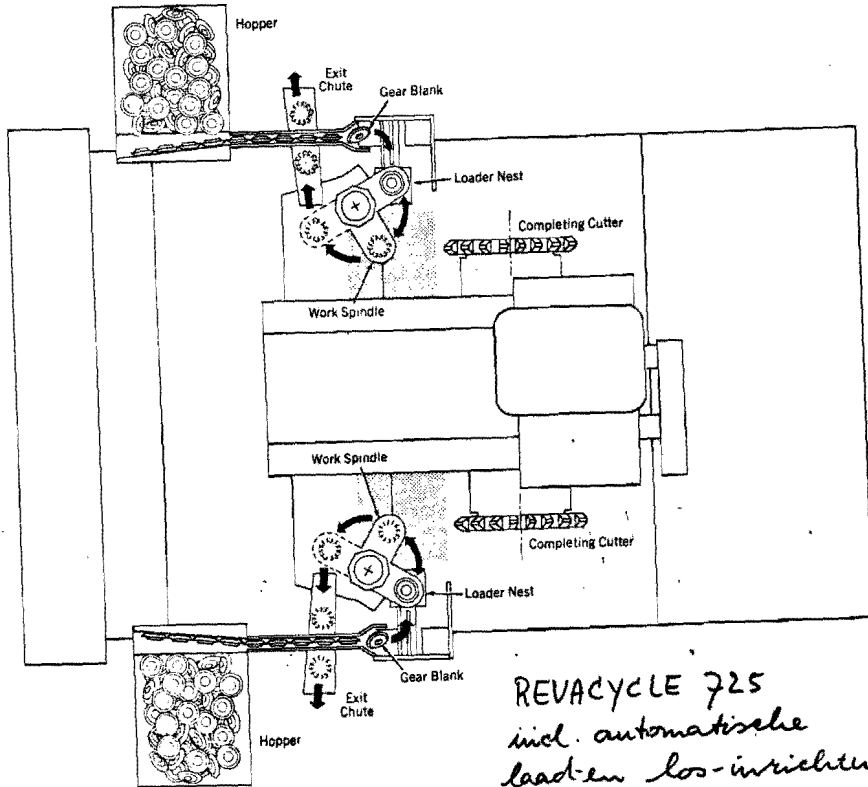 Hopper
Exit
Chute
Gear Blank
Loader Nest
Completing Cutter
Work Spindle
Work Spindle
Completing Cutter
Loader Nest
Gear Blank
Exit
Chute
Hopper
REVACYCLE 725
incl. automatische
laad-en los-inrichten